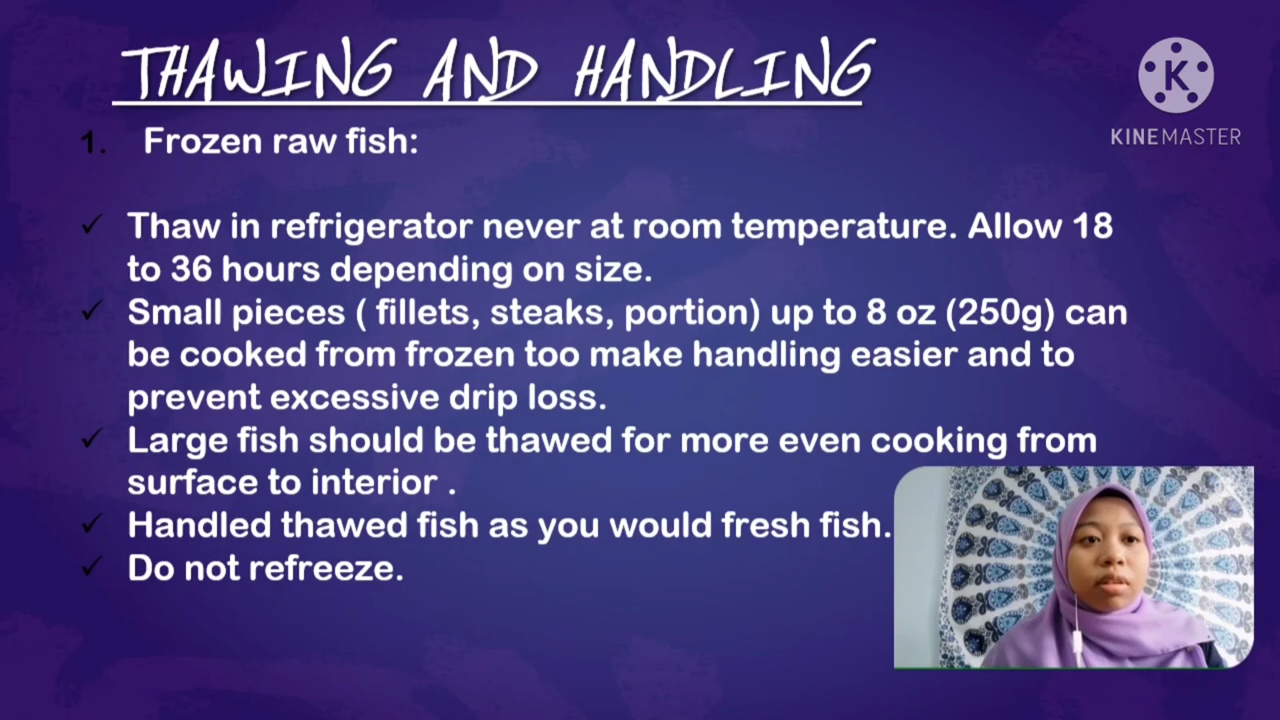 THAWING AND HANDLING
K
KINEMASTER
1. Frozen raw fish:
✓ Thaw in refrigerator never at room temperature. Allow 18
to 36 hours depending on size.
✓ Small pieces ( fillets, steaks, portion) up to 8 oz (250g) can
be cooked from frozen too make handling easier and to
prevent excessive drip loss.
✓ Large fish should be thawed for more even cooking from
surface to interior .
✓ Handled thawed fish as you would fresh fish.
✓ Do not refreeze.